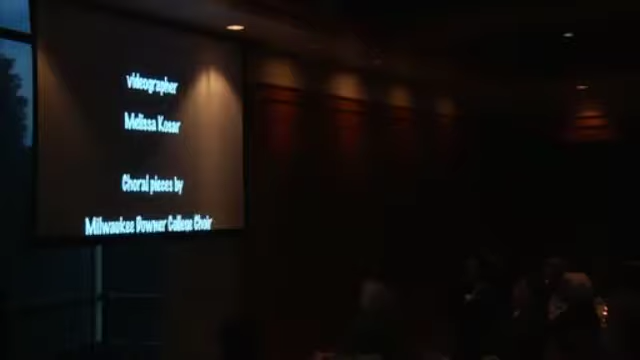 videographer
Melissa Kosar
Choral pieces by
Milwaukee Downer College Choir